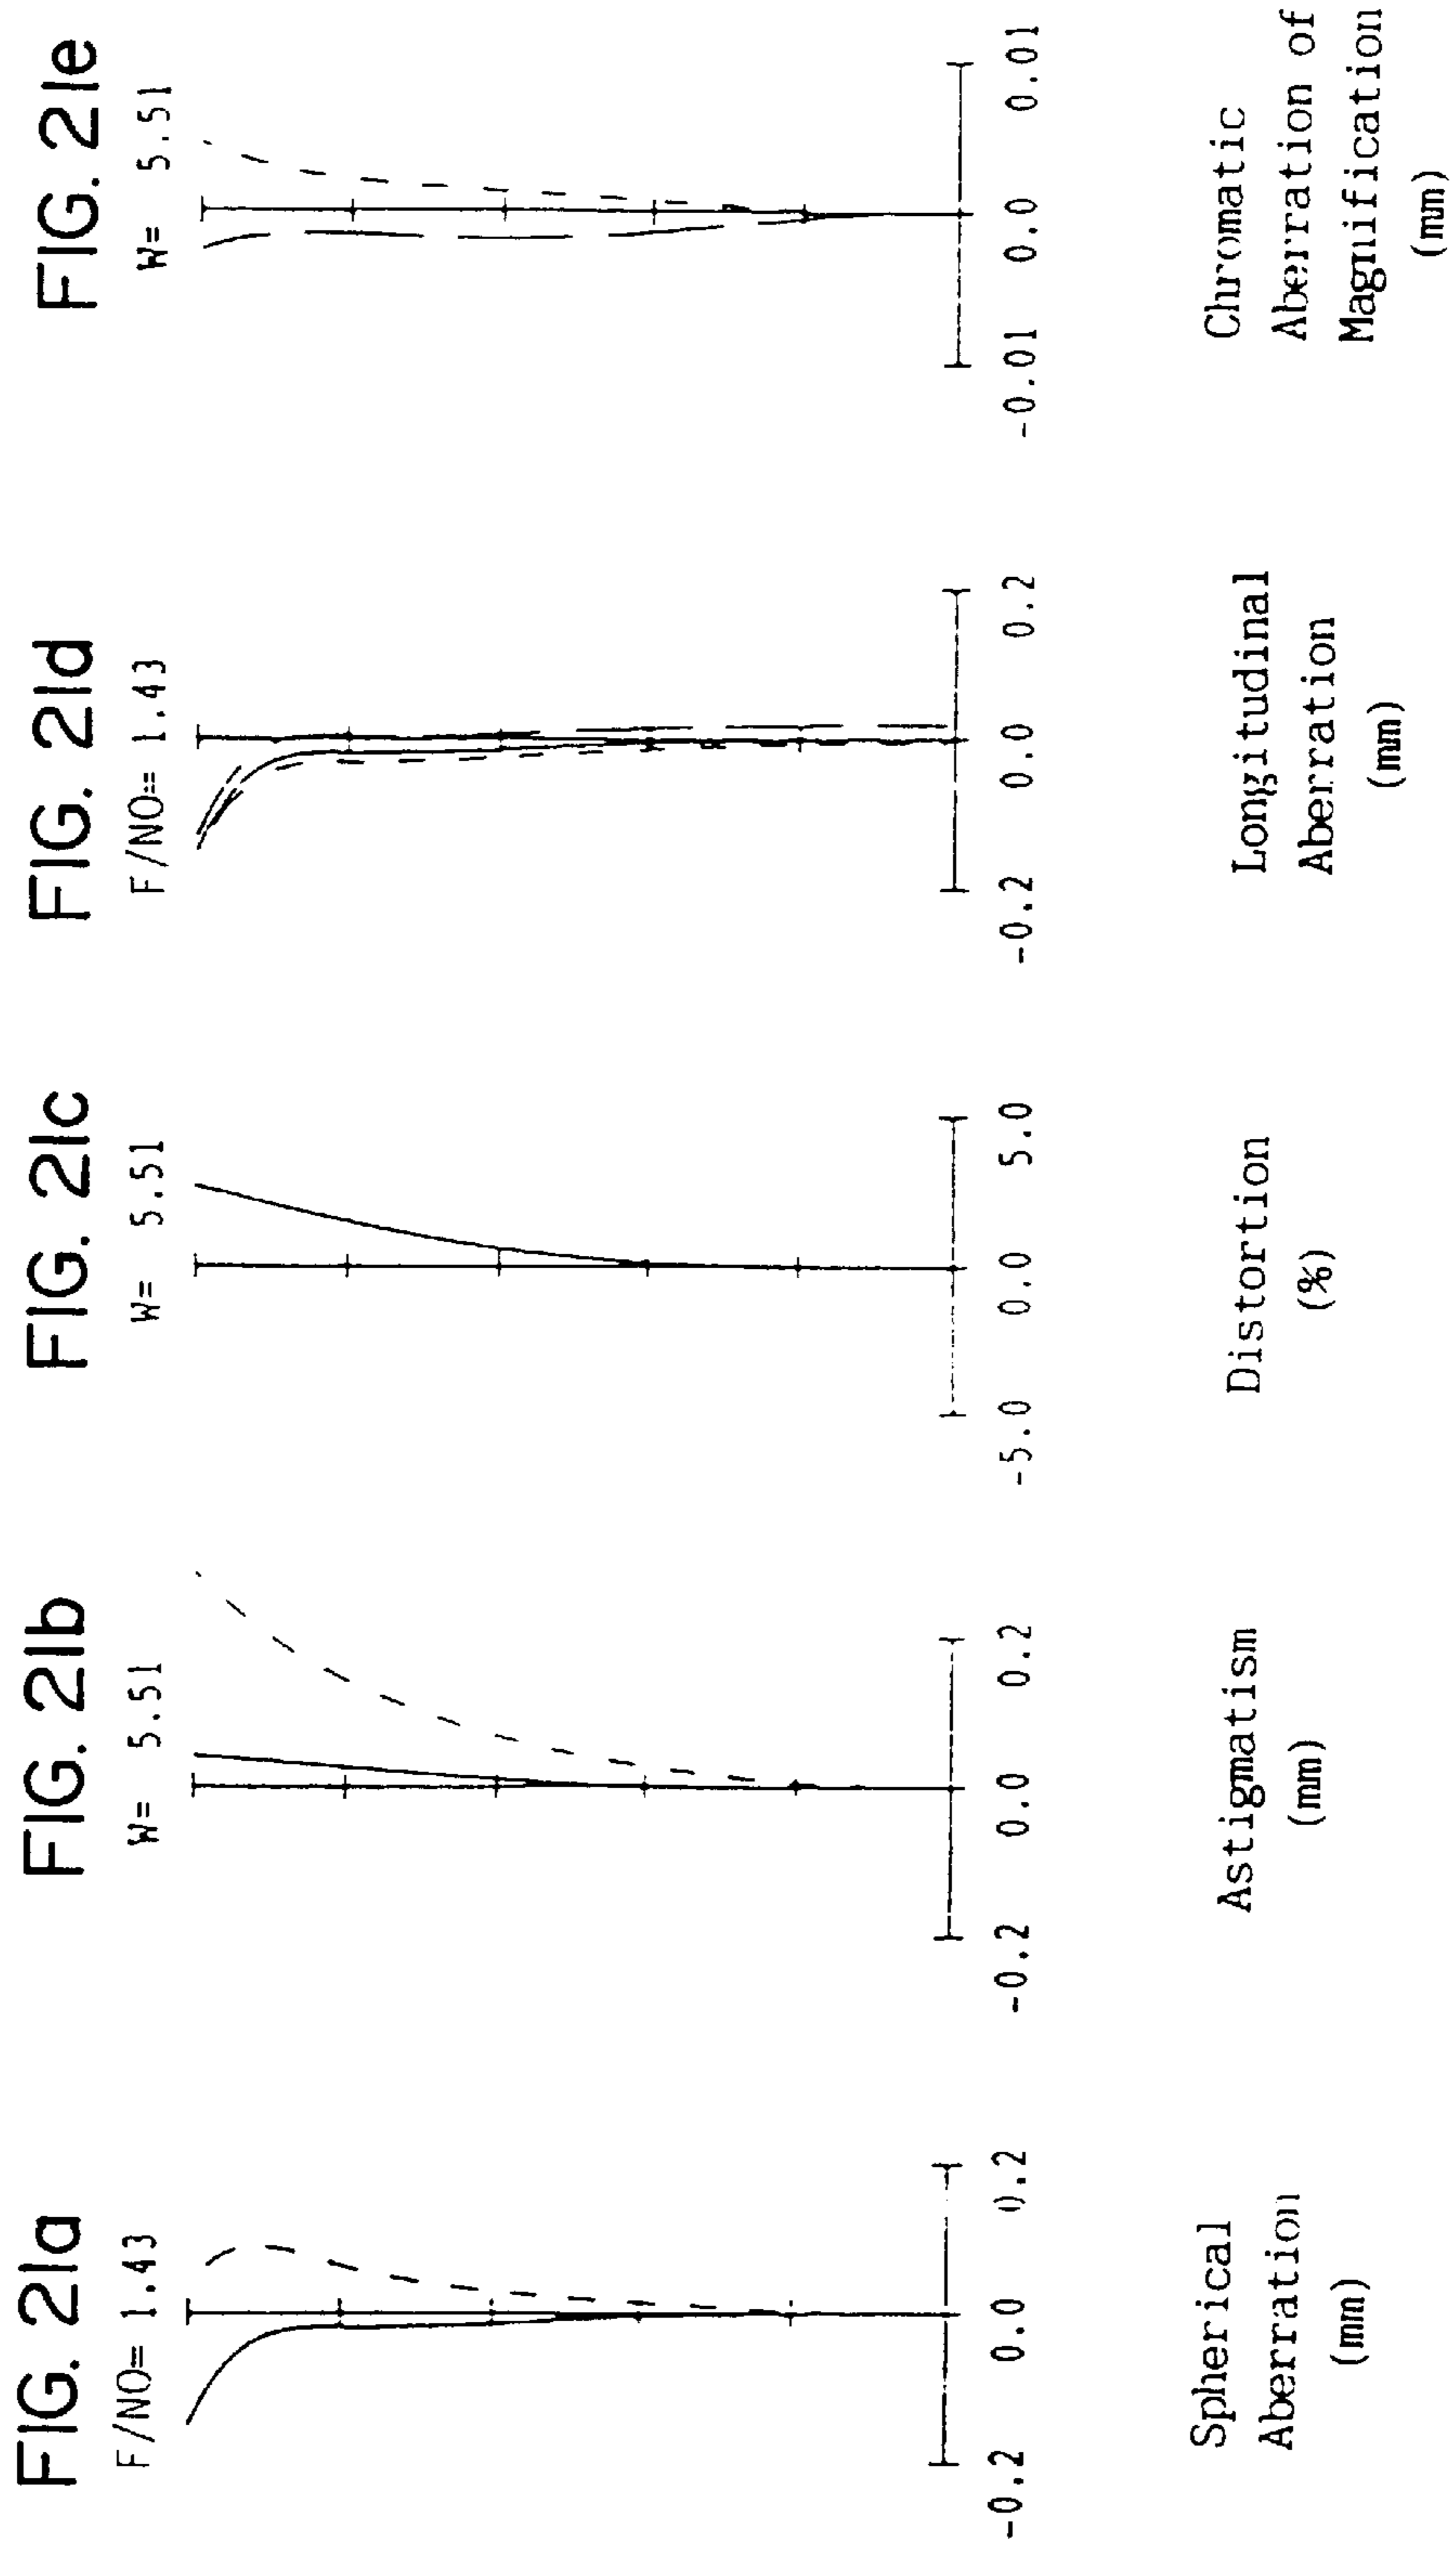 FIG. 21a
F/NO= 1.43
-0.2 0.0 0.2
Spherical
Aberration
(mm)
FIG. 21b
W= 5.51
-0.2 0.0 0.2
Astigmatism
(mm)
FIG. 21c
W= 5.51
-5.0 0.0 5.0
Distortion
(%)
FIG. 21d
F/NO= 1.43
-0.2 0.0 0.2
Longitudinal
Aberration
(mm)
FIG. 21e
W= 5.51
-0.01 0.0 0.01
Chromatic
Aberration of
Magnification
(mm)